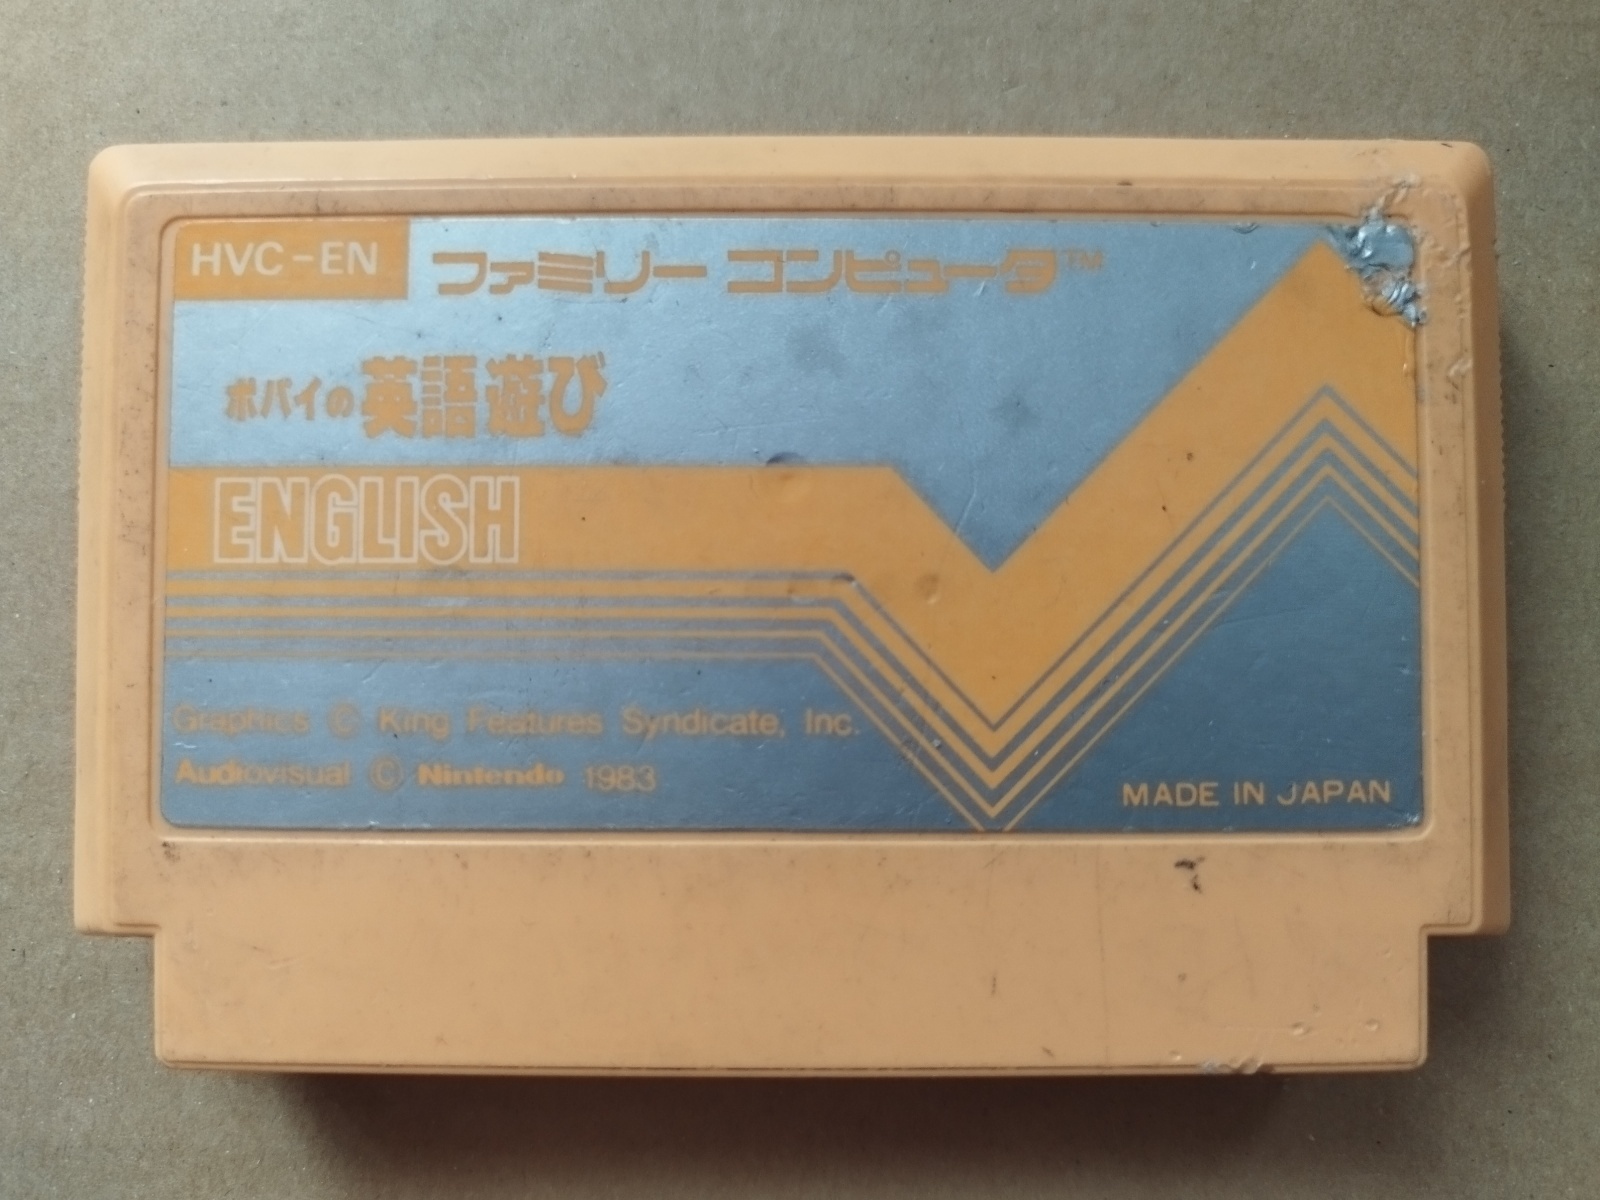 HVC-EN
ファミリー コンピュータ™
ポパイの英語遊び
ENGLISH
Graphics © King Features Syndicate, Inc.
Audiovisual © Nintendo 1983
MADE IN JAPAN